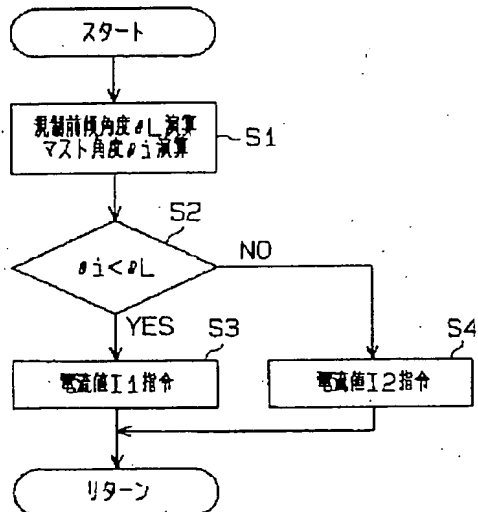 スタート
規制前傾角度θL演算
マスト角度θi演算
S1
S2
θi<θL
NO
YES
S3
S4
電流値I1指令
電流値I2指令
リターン